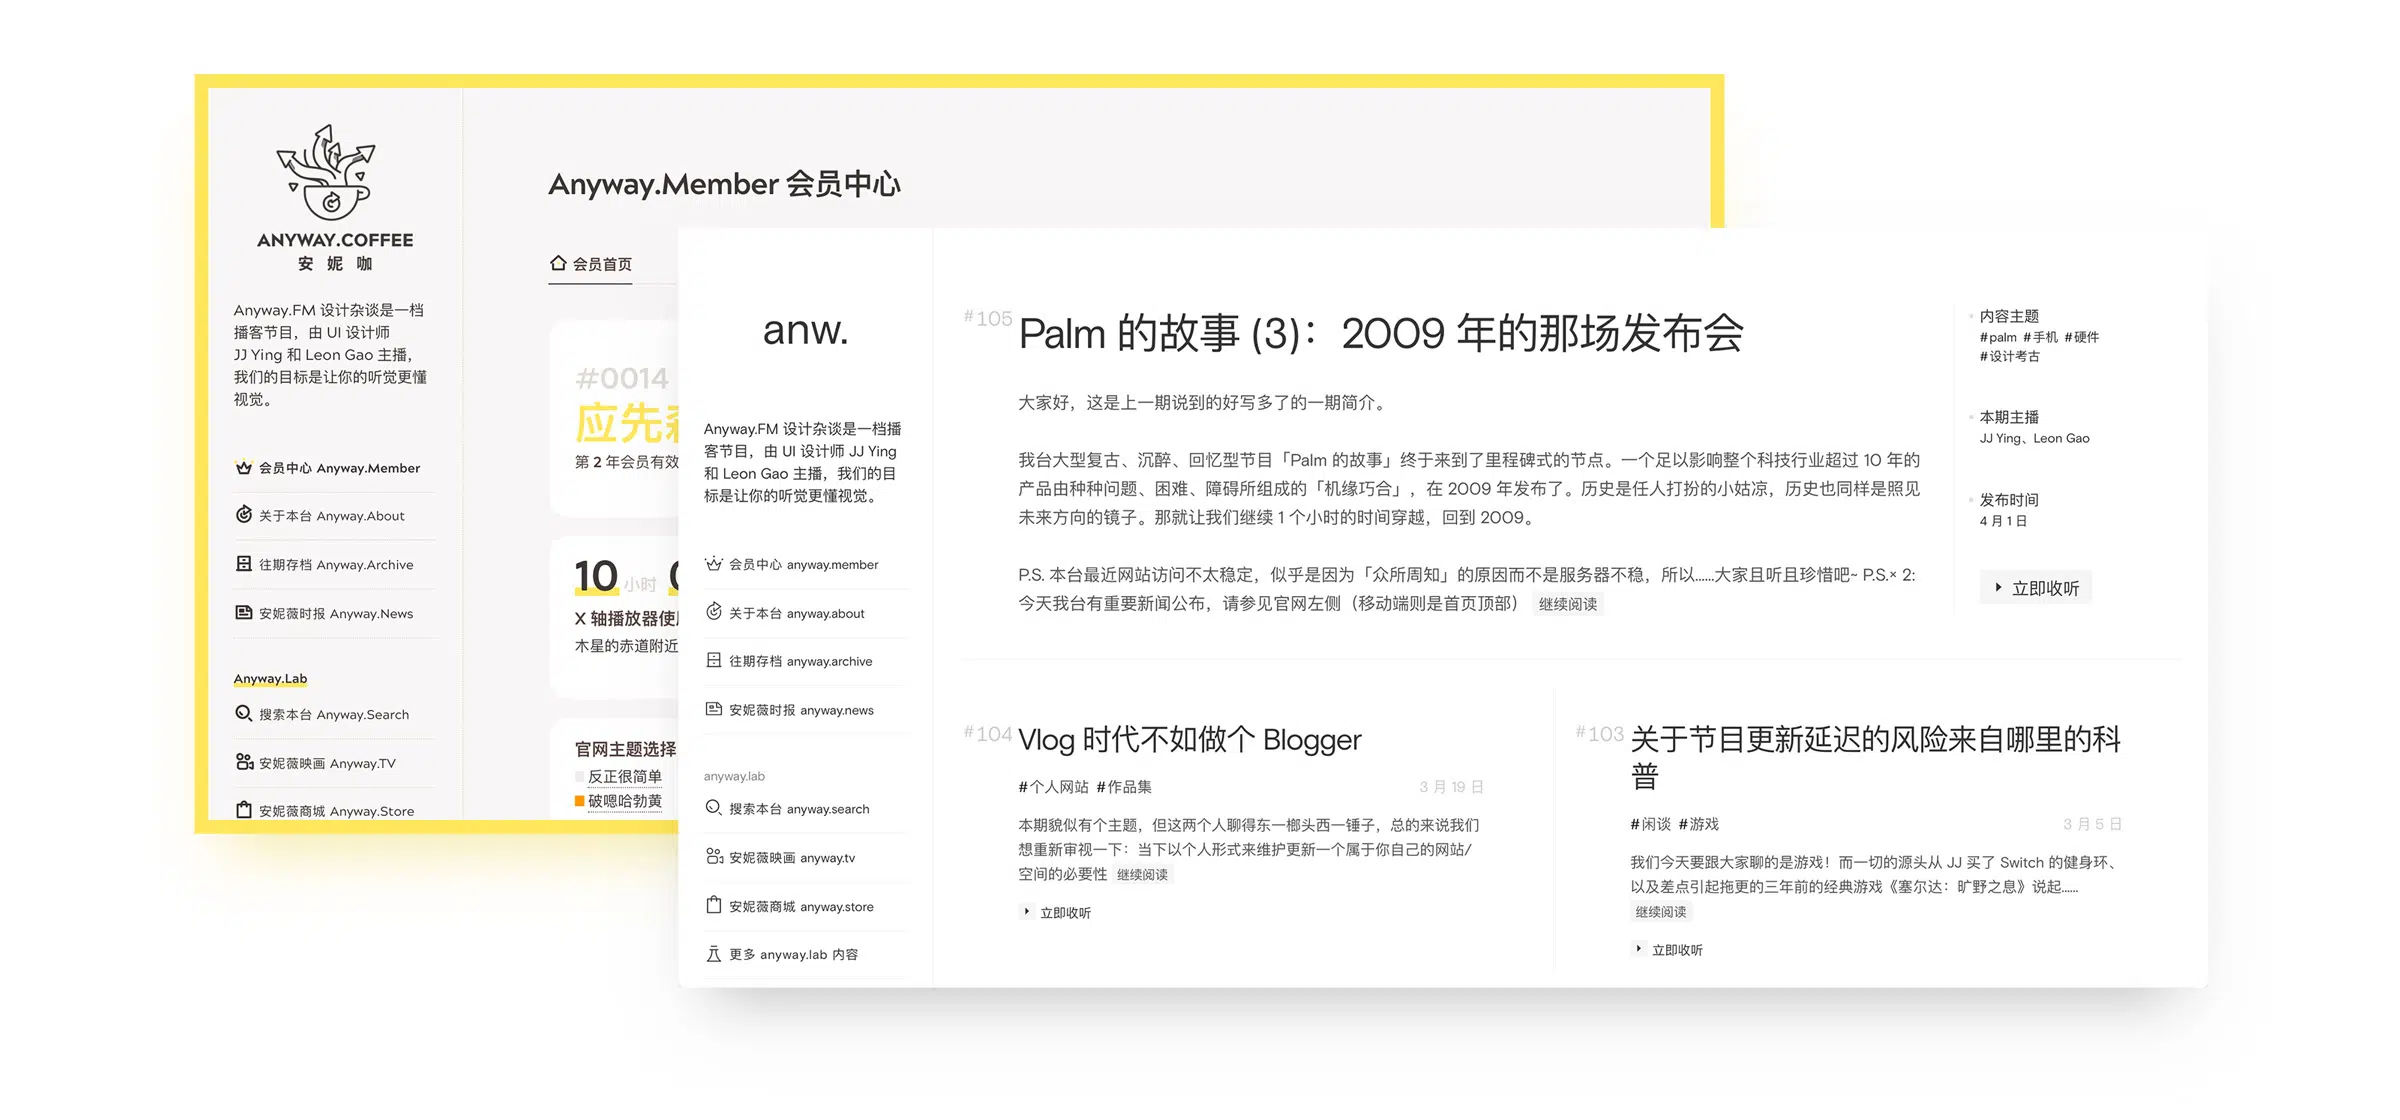 ANYWAY.COFFEE
安 妮 咖
Anyway.FM 设计杂谈是一档
播客节目，由 UI 设计师
JJ Ying 和 Leon Gao 主播，
我们的目标是让你的听觉更懂
视觉。
会员中心 Anyway.Member
关于本台 Anyway.About
往期存档 Anyway.Archive
安妮薇时报 Anyway.News
Anyway.Lab
搜索本台 Anyway.Search
安妮薇映画 Anyway.TV
安妮薇商城 Anyway.Store
Anyway.Member 会员中心
会员首页
#0014
应先
第 2 年会员有效
10 小时
X 轴播放器使
木星的赤道附近
官网主题选择
反正很简单
破嗯哈勃黄
anw.
Anyway.FM 设计杂谈是一档播
客节目，由 UI 设计师 JJ Ying
和 Leon Gao 主播，我们的目
标是让你的听觉更懂视觉。
会员中心 anyway.member
关于本台 anyway.about
往期存档 anyway.archive
安妮薇时报 anyway.news
anyway.lab
搜索本台 anyway.search
安妮薇映画 anyway.tv
安妮薇商城 anyway.store
更多 anyway.lab 内容
#105 Palm 的故事 (3)：2009 年的那场发布会
大家好，这是上一期说到的好写多了的一期简介。
我台大型复古、沉醉、回忆型节目「Palm 的故事」终于来到了里程碑式的节点。一个足以影响整个科技行业超过 10 年的
产品由种种问题、困难、障碍所组成的「机缘巧合」，在 2009 年发布了。历史是任人打扮的小姑凉，历史也同样是照见
未来方向的镜子。那就让我们继续 1 个小时的时间穿越，回到 2009。
P.S. 本台最近网站访问不太稳定，似乎是因为「众所周知」的原因而不是服务器不稳，所以……大家且听且珍惜吧~ P.S.× 2:
今天我台有重要新闻公布，请参见官网左侧（移动端则是首页顶部） 继续阅读
内容主题
#palm #手机 #硬件
#设计考古
本期主播
JJ Ying、Leon Gao
发布时间
4 月 1 日
立即收听
#104 Vlog 时代不如做个 Blogger
#个人网站 #作品集 3 月 19 日
本期貌似有个主题，但这两个人聊得东一榔头西一锤子，总的来说我们
想重新审视一下：当下以个人形式来维护更新一个属于你自己的网站/
空间的必要性 继续阅读
立即收听
#103 关于节目更新延迟的风险来自哪里的科
普
#闲谈 #游戏 3 月 5 日
我们今天要跟大家聊的是游戏！而一切的源头从 JJ 买了 Switch 的健身环、
以及差点引起拖更的三年前的经典游戏《塞尔达：旷野之息》说起……
继续阅读
立即收听